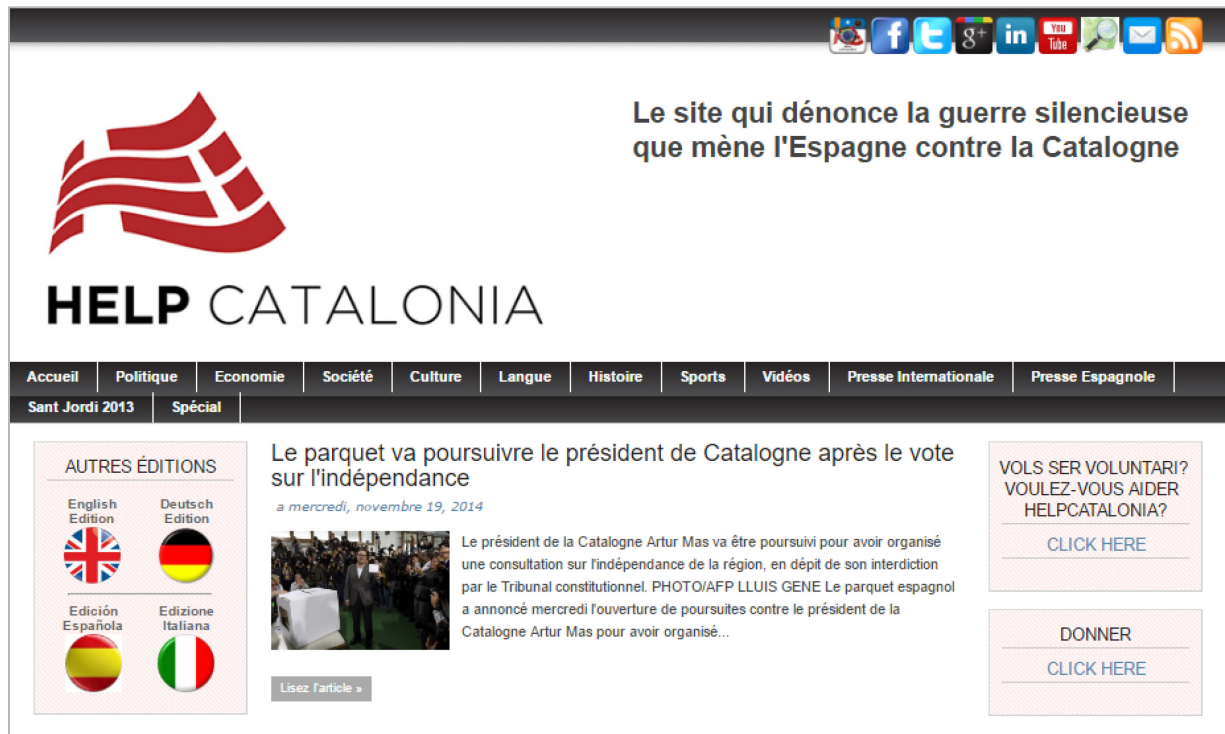 You
Tube
g+
in
Le site qui dénonce la guerre silencieuse
que mène l'Espagne contre la Catalogne
HELP CATALONIA
Accueil Politique Economie Société Culture Langue Histoire Sports Vidéos Presse Internationale Presse Espagnole
Sant Jordi 2013 Spécial
AUTRES ÉDITIONS
English Deutsch
Edition Edition
Edición Edizione
Española Italiana
Le parquet va poursuivre le président de Catalogne après le vote
sur l'indépendance
a mercredi, novembre 19, 2014
Le président de la Catalogne Artur Mas va être poursuivi pour avoir organisé
une consultation sur l'indépendance de la région, en dépit de son interdiction
par le Tribunal constitutionnel. PHOTO/AFP LLUIS GENE Le parquet espagnol
a annoncé mercredi l'ouverture de poursuites contre le président de la
Catalogne Artur Mas pour avoir organisé...
Lisez l'article »
VOLS SER VOLUNTARI?
VOULEZ-VOUS AIDER
HELPCATALONIA?
CLICK HERE
DONNER
CLICK HERE